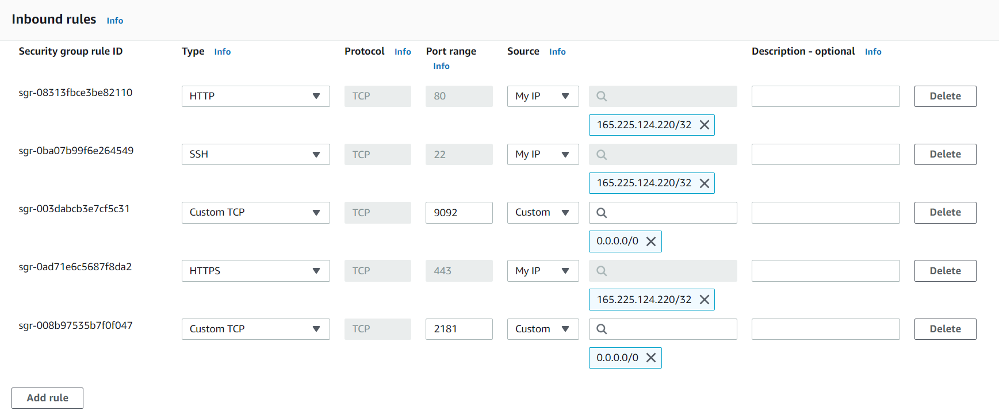 Inbound rules Info
Security group rule ID Type Info Protocol Info Port range Info Source Info Description - optional Info
sgr-08313fbce3be82110 HTTP TCP 80 My IP Delete
165.225.124.220/32
sgr-0ba07b99f6e264549 SSH TCP 22 My IP Delete
165.225.124.220/32
sgr-003dabcb3e7cf5c31 Custom TCP TCP 9092 Custom Delete
0.0.0.0/0
sgr-0ad71e6c5687f8da2 HTTPS TCP 443 My IP Delete
165.225.124.220/32
sgr-008b97535b7f0f047 Custom TCP TCP 2181 Custom Delete
0.0.0.0/0
Add rule